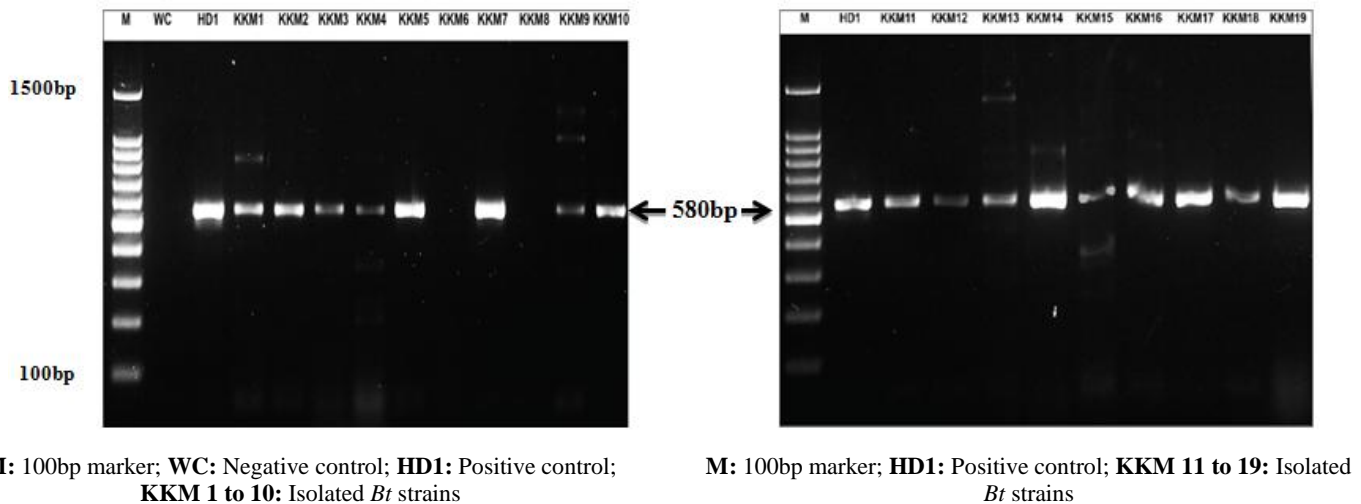 M WC HD1 KKM1 KKM2 KKM3 KKM4 KKM5 KKM6 KKM7 KKM8 KKM9 KKM10
M HD1 KKM11 KKM12 KKM13 KKM14 KKM15 KKM16 KKM17 KKM18 KKM19
1500bp
580bp
100bp
: 100bp marker; WC: Negative control; HD1: Positive control;
KKM 1 to 10: Isolated Bt strains
M: 100bp marker; HD1: Positive control; KKM 11 to 19: Isolated
Bt strains